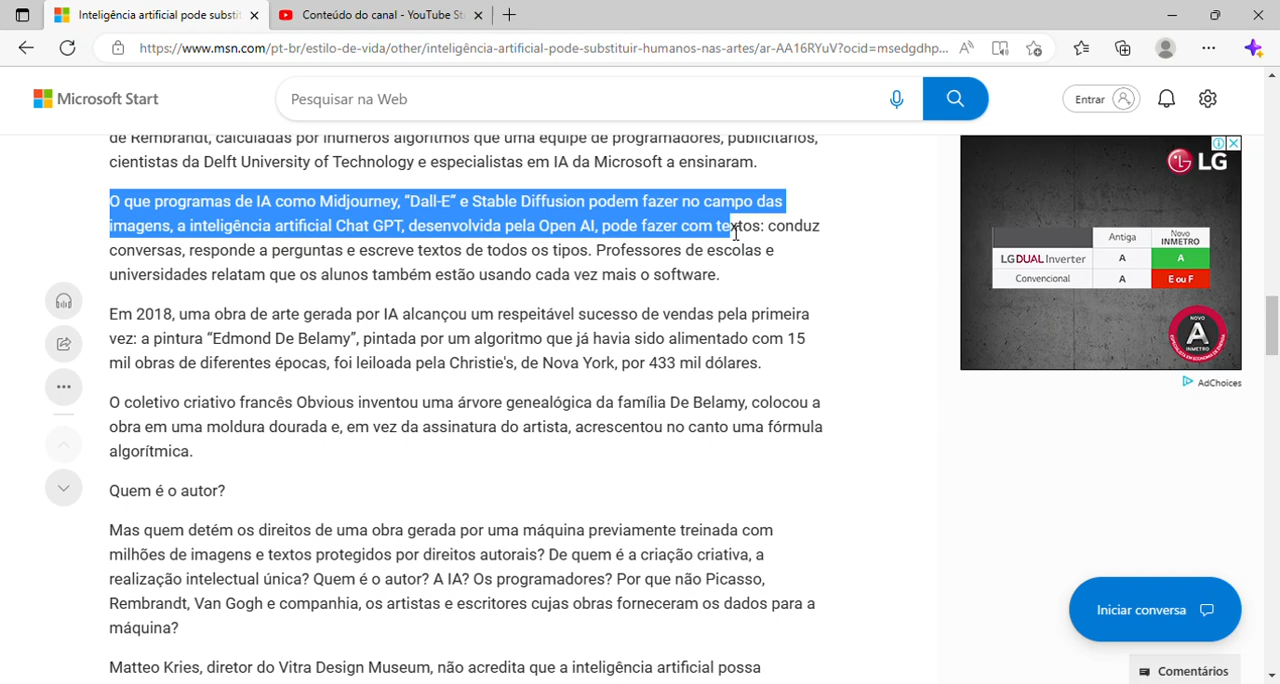 Inteligência artificial pode substit
Conteúdo do canal - YouTube St
https://www.msn.com/pt-br/estilo-de-vida/other/inteligência-artificial-pode-substituir-humanos-nas-artes/ar-AA16RYuV?ocid=msedgdhp...
Microsoft Start
Pesquisar na Web
Entrar
de Rembrandt, calculadas por inúmeros algoritmos que uma equipe de programadores, publicitários,
cientistas da Delft University of Technology e especialistas em IA da Microsoft a ensinaram.
O que programas de IA como Midjourney, “Dall-E” e Stable Diffusion podem fazer no campo das
imagens, a inteligência artificial Chat GPT, desenvolvida pela Open AI, pode fazer com textos: conduz
conversas, responde a perguntas e escreve textos de todos os tipos. Professores de escolas e
universidades relatam que os alunos também estão usando cada vez mais o software.
Em 2018, uma obra de arte gerada por IA alcançou um respeitável sucesso de vendas pela primeira
vez: a pintura “Edmond De Belamy”, pintada por um algoritmo que já havia sido alimentado com 15
mil obras de diferentes épocas, foi leiloada pela Christie's, de Nova York, por 433 mil dólares.
O coletivo criativo francês Obvious inventou uma árvore genealógica da família De Belamy, colocou a
obra em uma moldura dourada e, em vez da assinatura do artista, acrescentou no canto uma fórmula
algorítmica.
Quem é o autor?
Mas quem detém os direitos de uma obra gerada por uma máquina previamente treinada com
milhões de imagens e textos protegidos por direitos autorais? De quem é a criação criativa, a
realização intelectual única? Quem é o autor? A IA? Os programadores? Por que não Picasso,
Rembrandt, Van Gogh e companhia, os artistas e escritores cujas obras forneceram os dados para a
máquina?
Matteo Kries, diretor do Vitra Design Museum, não acredita que a inteligência artificial possa
LG
Antiga
Novo INMETRO
LG DUAL Inverter
A
A
Convencional
A
E ou F
NOVO
A
INMETRO
AdChoices
Iniciar conversa
Comentários